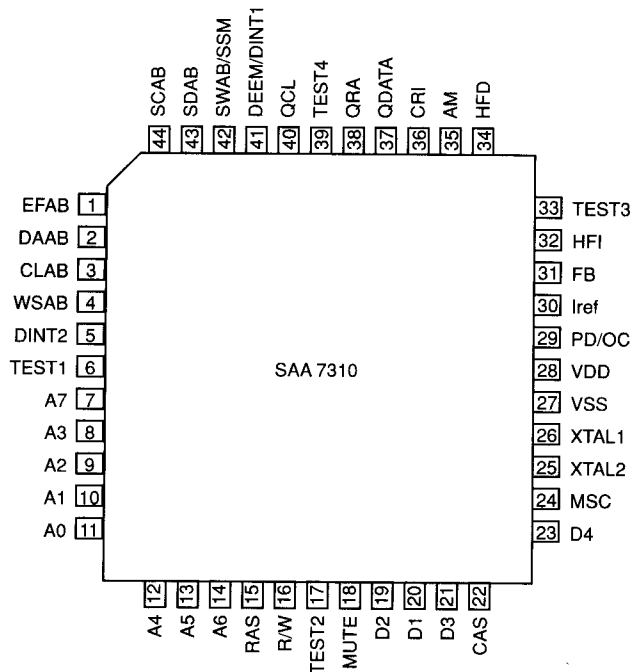 SCAB
SDAB
SWAB/SSM
DEEM/DINT1
QCL
TEST4
QRA
QDATA
CRI
AM
HFD
44 43 42 41 40 39 38 37 36 35 34
EFAB 1
DAAB 2
CLAB 3
WSAB 4
DINT2 5
TEST1 6
A7 7
A3 8
A2 9
A1 10
A0 11
SAA 7310
33 TEST3
32 HFI
31 FB
30 Iref
29 PD/OC
28 VDD
27 VSS
26 XTAL1
25 XTAL2
24 MSC
23 D4
12 13 14 15 16 17 18 19 20 21 22
A4
A5
A6
RAS
R/W
TEST2
MUTE
D2
D1
D3
CAS